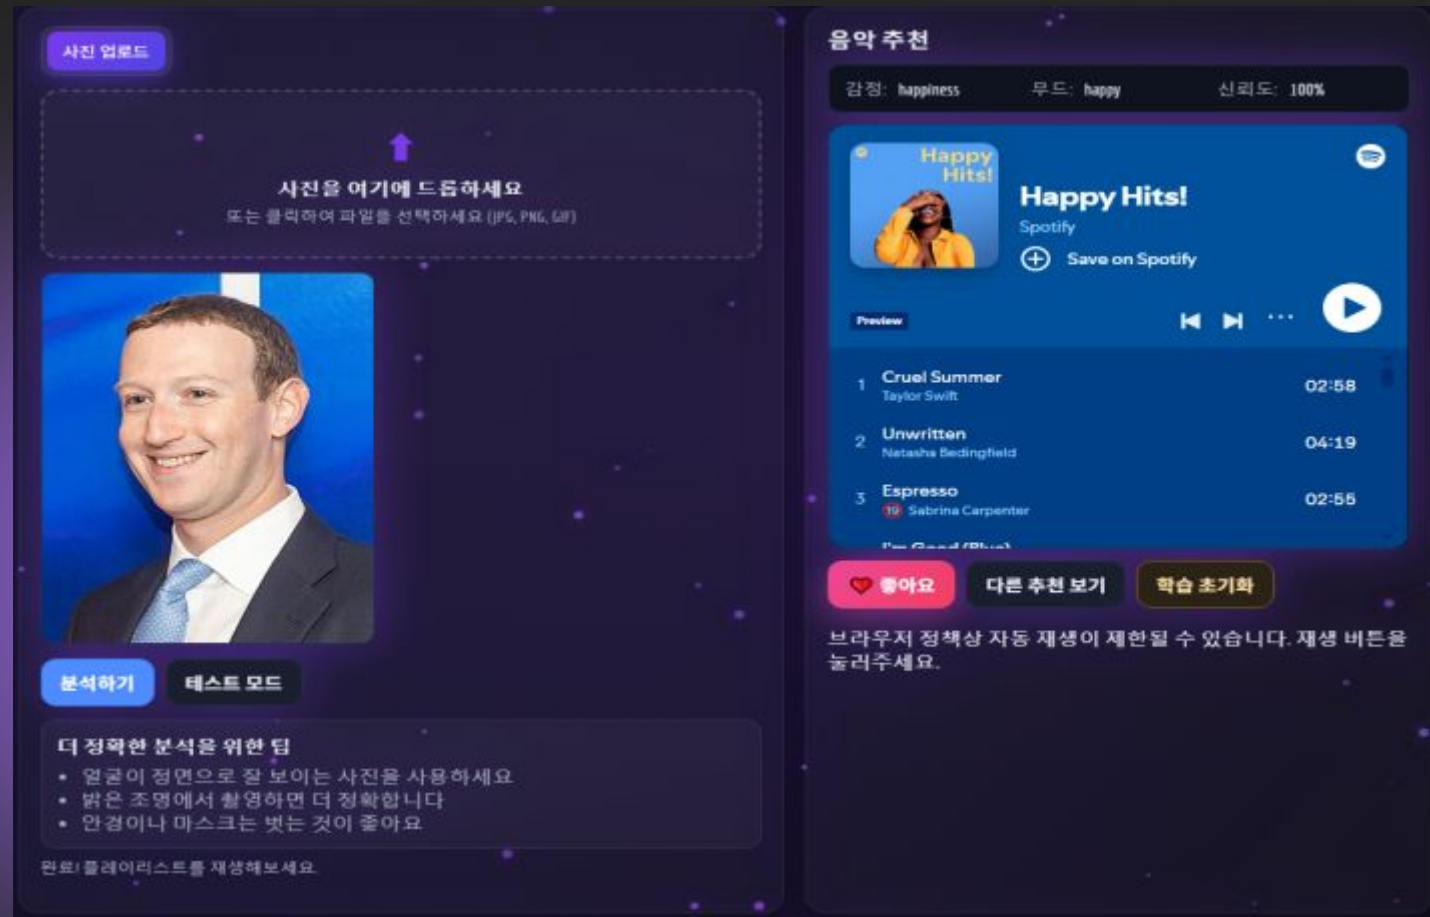 사진 업로드
사진을 여기에 드롭하세요
또는 클릭하여 파일을 선택하세요 (JPG, PNG, GIF)
분석하기
테스트 모드
더 정확한 분석을 위한 팁
• 얼굴이 정면으로 잘 보이는 사진을 사용하세요
• 밝은 조명에서 촬영하면 더 정확합니다
• 안경이나 마스크는 벗는 것이 좋아요
완료! 플레이리스트를 재생해보세요.
음악 추천
감정: happiness 무드: happy 신뢰도: 100%
Happy
Hits!
Happy Hits!
Spotify
Save on Spotify
Preview
1 Cruel Summer 02:58
Taylor Swift
2 Unwritten 04:19
Natasha Bedingfield
3 Espresso 02:55
19 Sabrina Carpenter
I'm Good (Blue)
좋아요
다른 추천 보기
학습 초기화
브라우저 정책상 자동 재생이 제한될 수 있습니다. 재생 버튼을
눌러주세요.